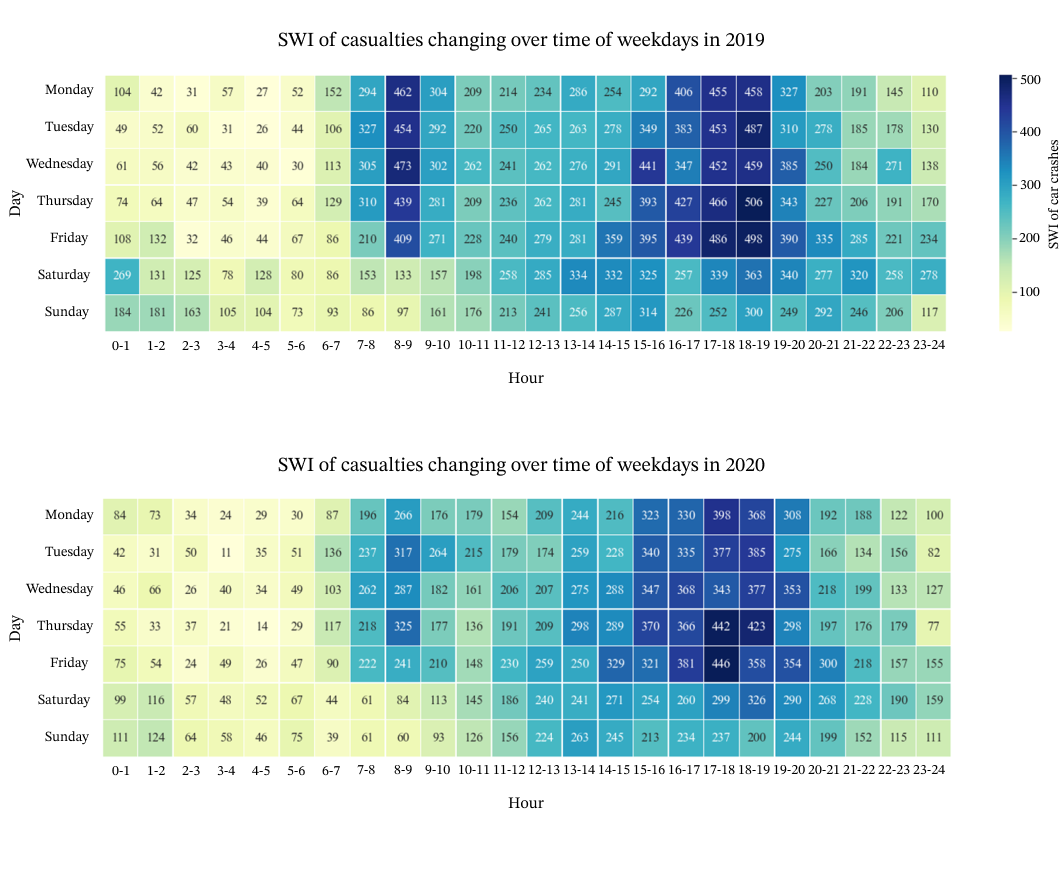 SWI of casualties changing over time of weekdays in 2019
Monday 104 42 31 57 27 52 152 294 462 304 209 214 234 286 254 292 406 455 458 327 203 191 145 110
Tuesday 49 52 60 31 26 44 106 327 454 292 220 250 265 263 278 349 383 453 487 310 278 185 178 130
Wednesday 61 56 42 43 40 30 113 305 473 302 262 241 262 276 291 441 347 452 459 385 250 184 271 138
Thursday 74 64 47 54 39 64 129 310 439 281 209 236 262 281 245 393 427 466 506 343 227 206 191 170
Friday 108 132 32 46 44 67 86 210 409 271 228 240 279 281 359 395 439 486 498 390 335 285 221 234
Saturday 269 131 125 78 128 80 86 153 133 157 198 258 285 334 332 325 257 339 363 340 277 320 258 278
Sunday 184 181 163 105 104 73 93 86 97 161 176 213 241 256 287 314 226 252 300 249 292 246 206 117
0-1 1-2 2-3 3-4 4-5 5-6 6-7 7-8 8-9 9-10 10-11 11-12 12-13 13-14 14-15 15-16 16-17 17-18 18-19 19-20 20-21 21-22 22-23 23-24
Hour
Day
500
400
300
200
100
SWI of car crashes
SWI of casualties changing over time of weekdays in 2020
Monday 84 73 34 24 29 30 87 196 266 176 179 154 209 244 216 323 330 398 368 308 192 188 122 100
Tuesday 42 31 50 11 35 51 136 237 317 264 215 179 174 259 228 340 335 377 385 275 166 134 156 82
Wednesday 46 66 26 40 34 49 103 262 287 182 161 206 207 275 288 347 368 343 377 353 218 199 133 127
Thursday 55 33 37 21 14 29 117 218 325 177 136 191 209 298 289 370 366 442 423 298 197 176 179 77
Friday 75 54 24 49 26 47 90 222 241 210 148 230 259 250 329 321 381 446 358 354 300 218 157 155
Saturday 99 116 57 48 52 67 44 61 84 113 145 186 240 241 271 254 260 299 326 290 268 228 190 159
Sunday 111 124 64 58 46 75 39 61 60 93 126 156 224 263 245 213 234 237 200 244 199 152 115 111
0-1 1-2 2-3 3-4 4-5 5-6 6-7 7-8 8-9 9-10 10-11 11-12 12-13 13-14 14-15 15-16 16-17 17-18 18-19 19-20 20-21 21-22 22-23 23-24
Hour
Day